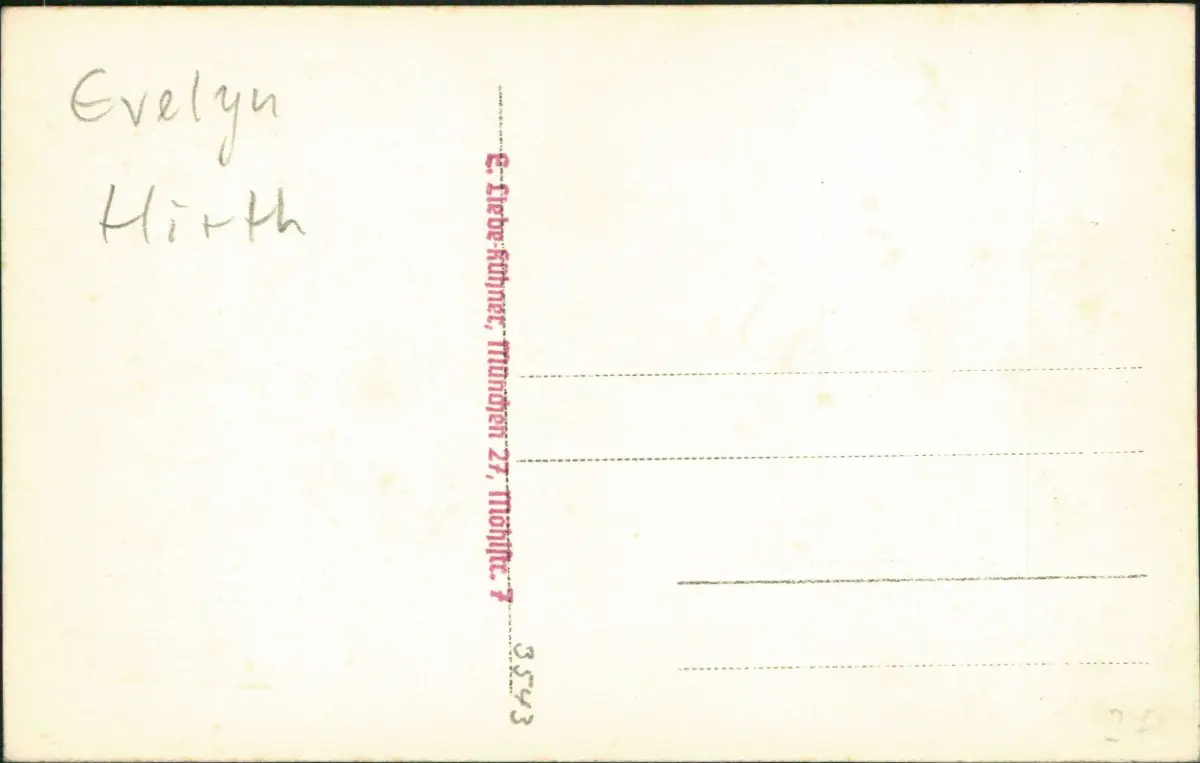 Evelyn
Hirth
E. Liebe-Kühner, München 27, Möhlstr. 7
3543